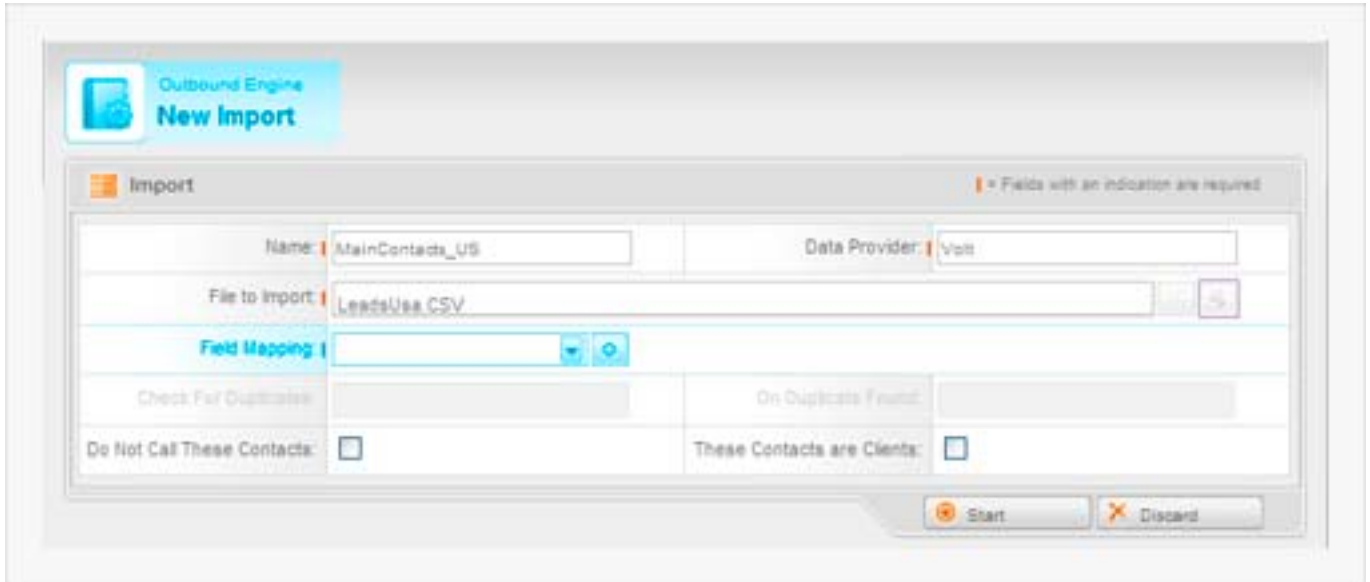 Outbound Engine
New Import
Import
= Fields with an indication are required
Name: MainContacts_US Data Provider: Volt
File to Import: LeadsUsa.CSV
Field Mapping:
Check For Duplicates: On Duplicate Found:
Do Not Call These Contacts: These Contacts are Clients:
Start Discard